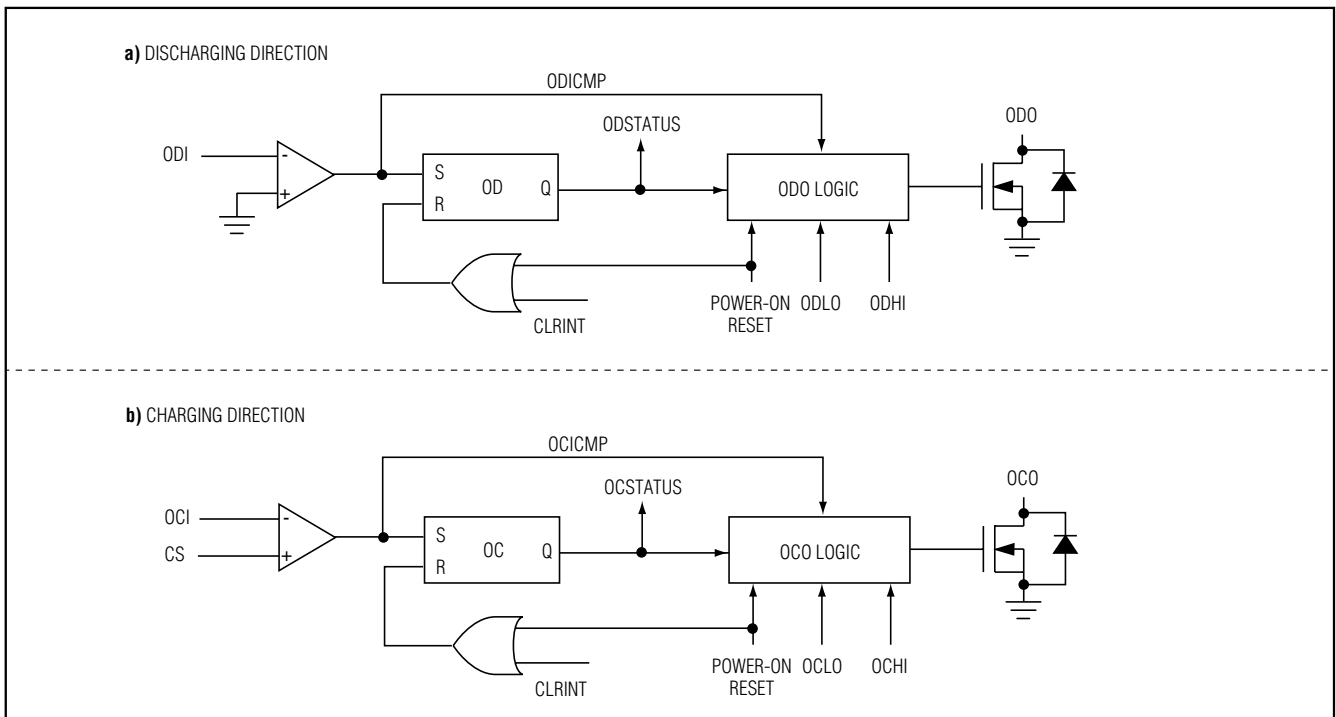 a) DISCHARGING DIRECTION
ODICMP
ODO
ODSTATUS
ODI
-
+
S
OD
Q
R
ODO LOGIC
POWER-ON
RESET
ODLO
ODHI
CLRINT
b) CHARGING DIRECTION
OCICMP
OCO
OCSTATUS
OCI
-
CS
+
S
OC
Q
R
OCO LOGIC
POWER-ON
RESET
OCLO
OCHI
CLRINT